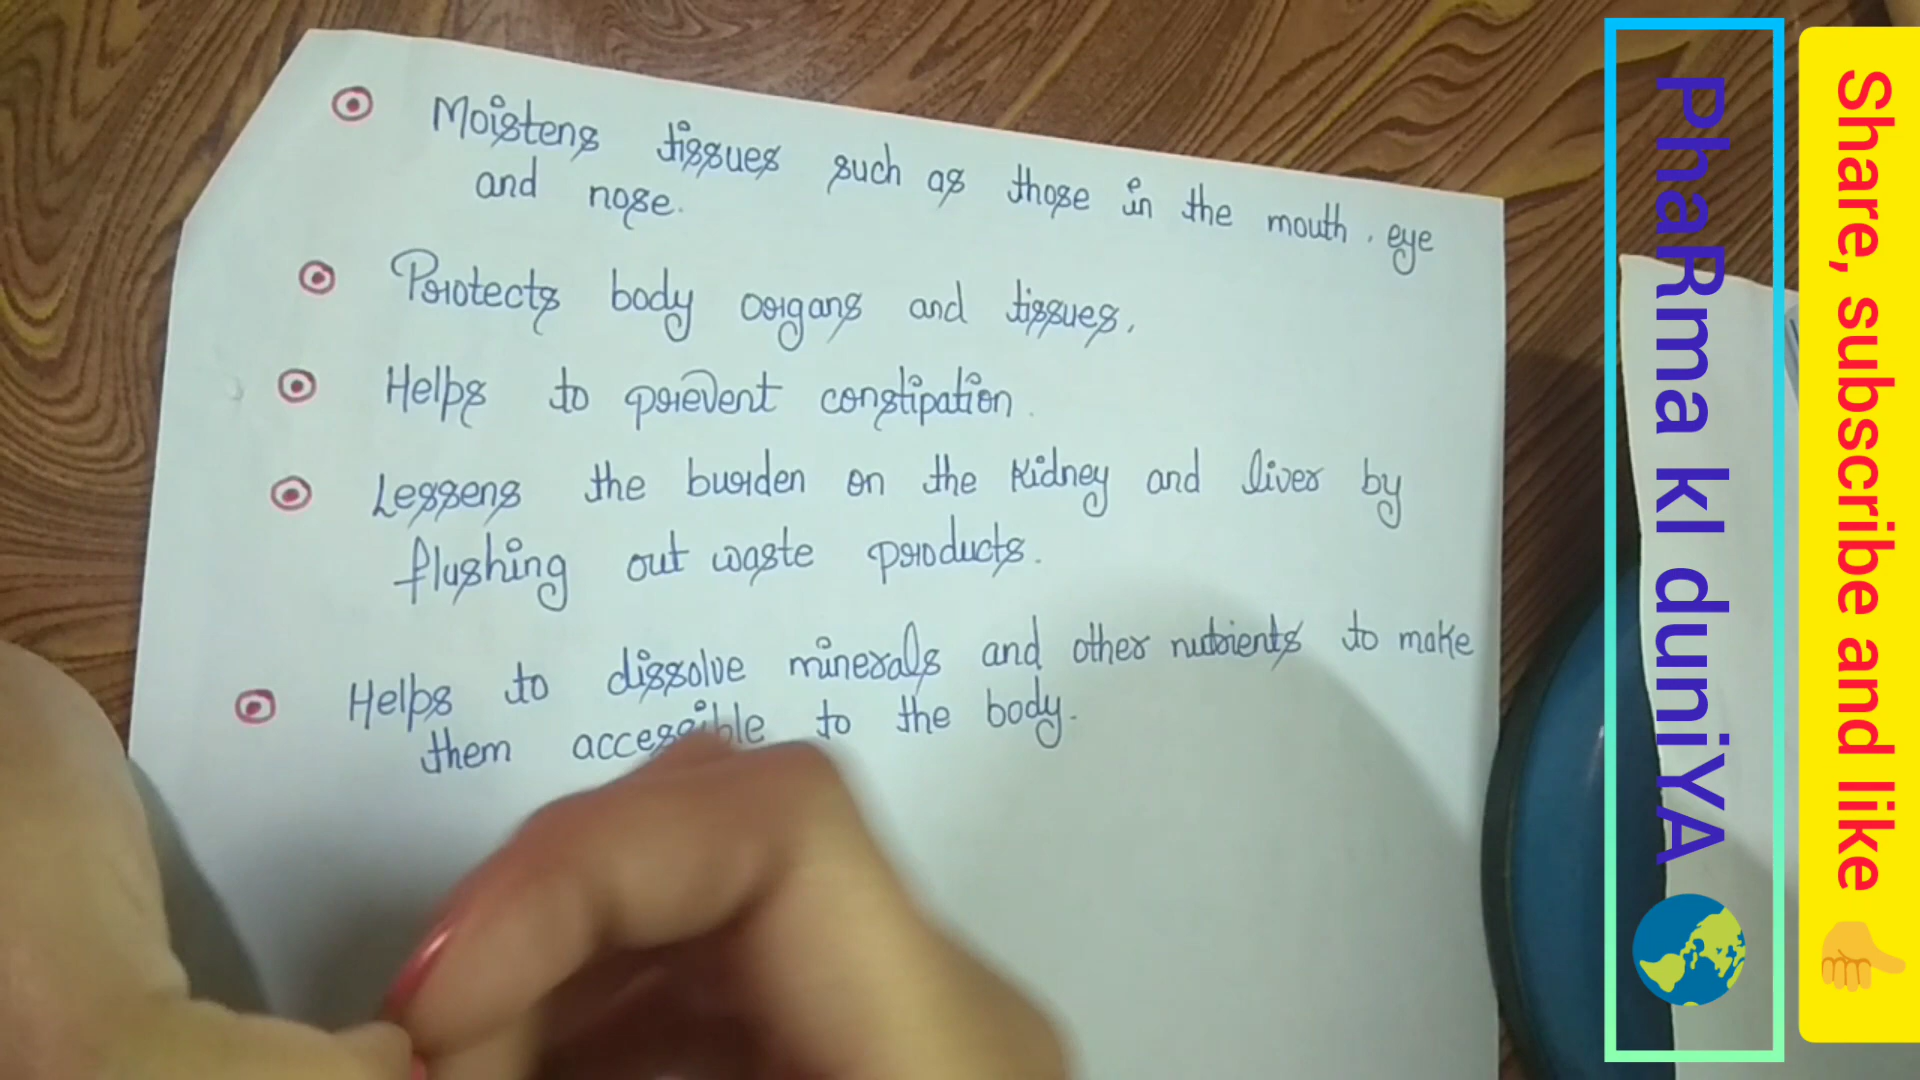 Moistens tissues such as those in the mouth, eye
and nose.
Protects body organs and tissues,
Helps to prevent constipation.
Lessens the burden on the kidney and liver by
flushing out waste products.
Helps to dissolve minerals and other nutrients to make
them accessible to the body.
PhaRma kI duniYA
Share, subscribe and like